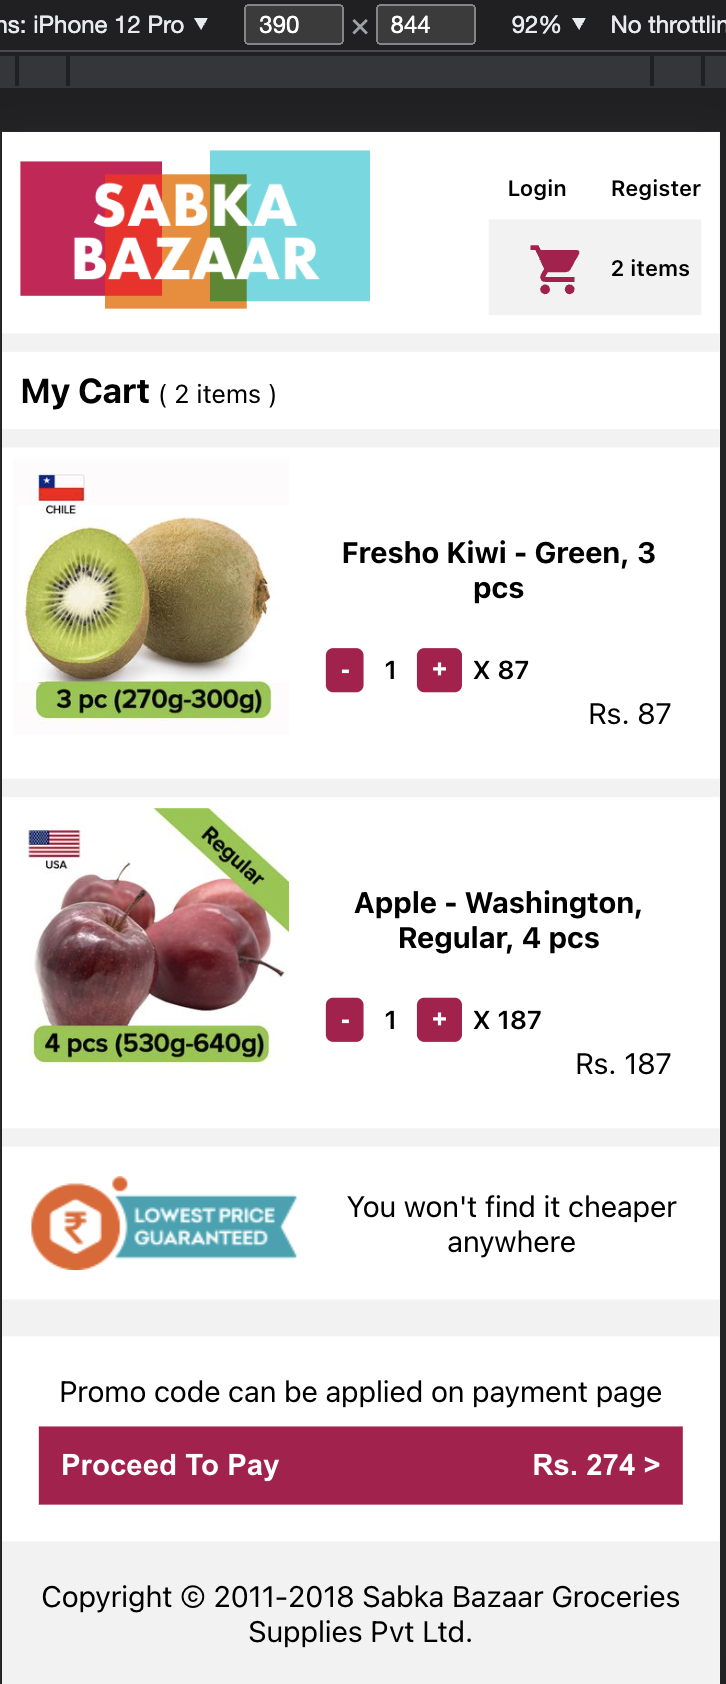 ns: iPhone 12 Pro ▼ 390 × 844 92% ▼ No throttlin
SABKA
BAZAAR
Login Register
2 items
My Cart ( 2 items )
CHILE
3 pc (270g-300g)
Fresho Kiwi - Green, 3
pcs
- 1 + X 87
Rs. 87
USA
Regular
4 pcs (530g-640g)
Apple - Washington,
Regular, 4 pcs
- 1 + X 187
Rs. 187
LOWEST PRICE
GUARANTEED
You won't find it cheaper
anywhere
Promo code can be applied on payment page
Proceed To Pay Rs. 274 >
Copyright © 2011-2018 Sabka Bazaar Groceries
Supplies Pvt Ltd.